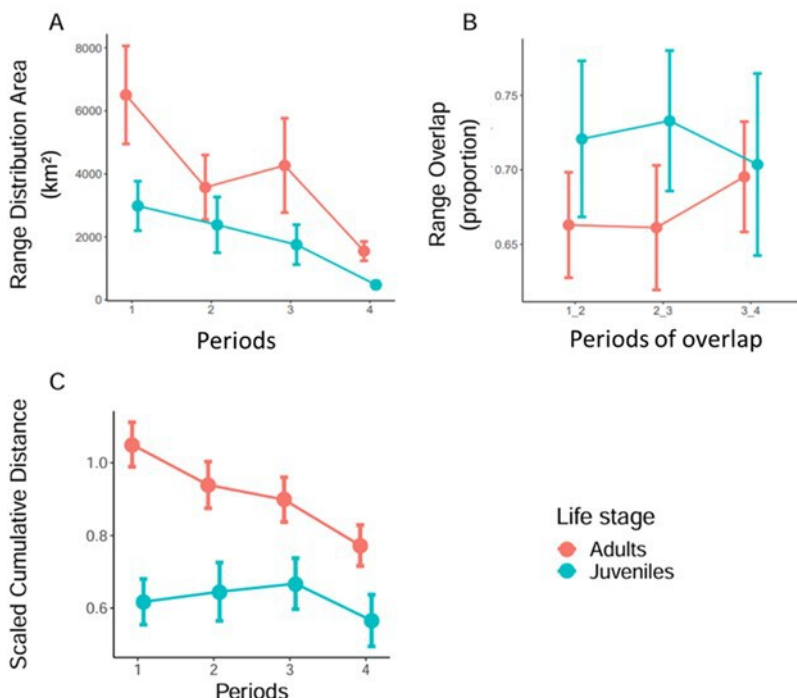 A
Range Distribution Area
(km²)
8000
6000
4000
2000
0
1 2 3 4
Periods
B
Range Overlap
(proportion)
0.75
0.70
0.65
1_2 2_3 3_4
Periods of overlap
C
Scaled Cumulative Distance
1.0
0.8
0.6
1 2 3 4
Periods
Life stage
Adults
Juveniles